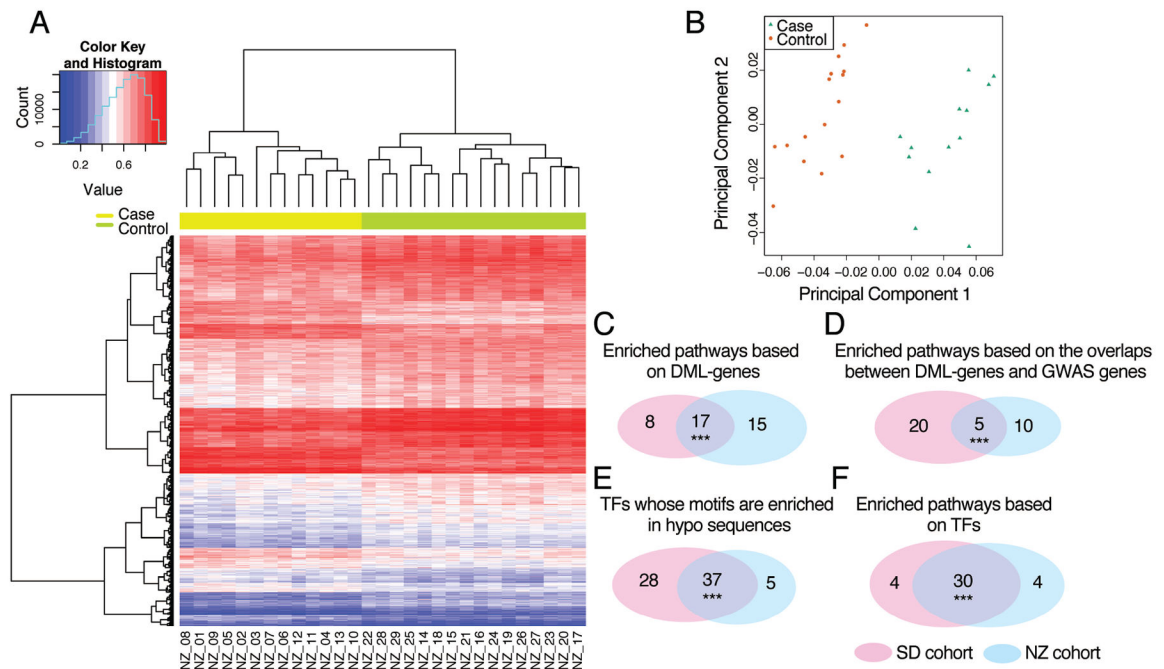 A
Color Key
and Histogram
Count
0
10000
0.2
0.6
Value
Case
Control
NZ_08
NZ_01
NZ_09
NZ_05
NZ_02
NZ_03
NZ_07
NZ_06
NZ_12
NZ_11
NZ_04
NZ_13
NZ_10
NZ_22
NZ_28
NZ_29
NZ_25
NZ_14
NZ_18
NZ_15
NZ_21
NZ_16
NZ_24
NZ_19
NZ_26
NZ_27
NZ_23
NZ_20
NZ_17
B
Case
Control
Principal Component 2
0.02
0.00
−0.02
−0.04
−0.06
−0.04
−0.02
0.00
0.02
0.04
0.06
Principal Component 1
C
Enriched pathways based
on DML-genes
8
17
***
15
D
Enriched pathways based on the overlaps
between DML-genes and GWAS genes
20
5
***
10
E
TFs whose motifs are enriched
in hypo sequences
28
37
***
5
F
Enriched pathways based
on TFs
4
30
***
4
SD cohort
NZ cohort